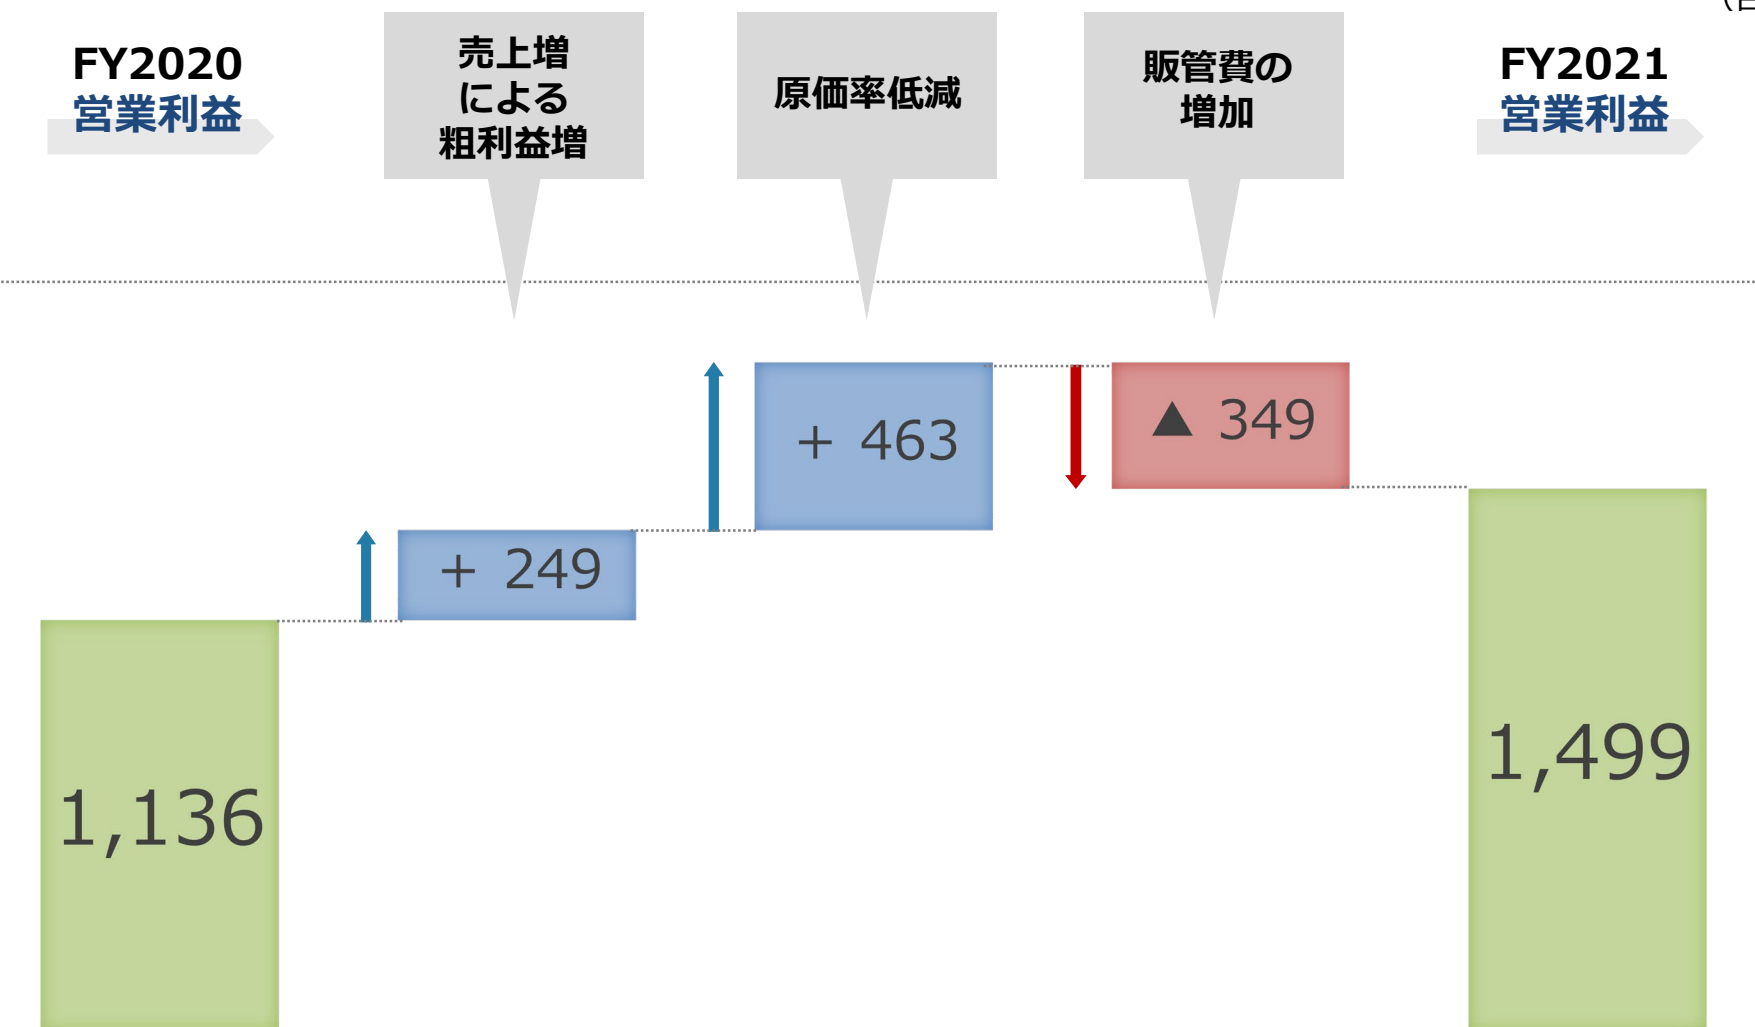 FY2020
営業利益
売上増
による
粗利益増
原価率低減
販管費の
増加
FY2021
営業利益
+ 463
▲ 349
+ 249
1,499
1,136